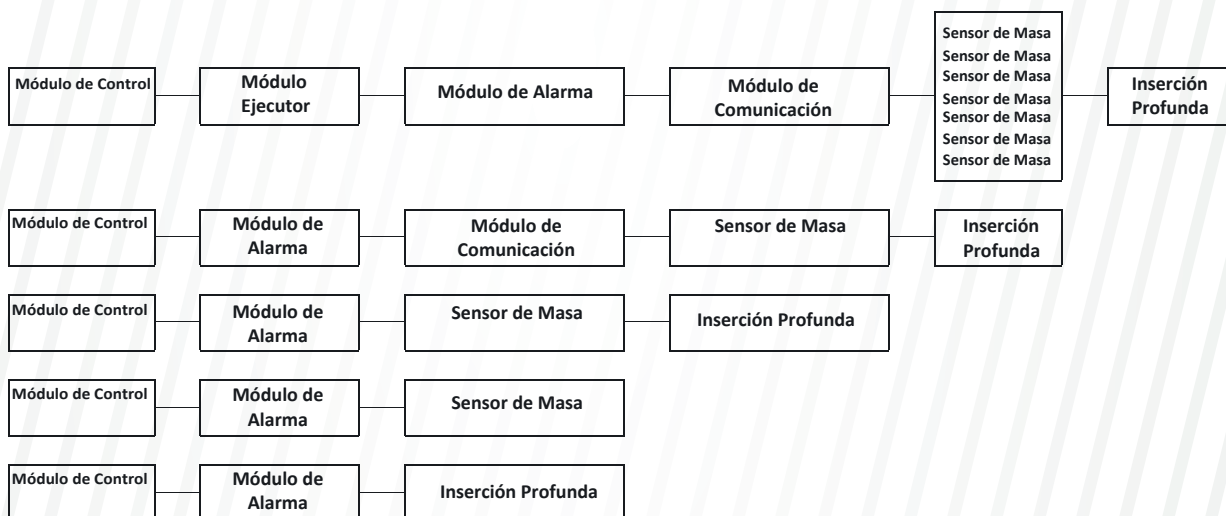 Módulo de Control
Módulo
Ejecutor
Módulo de Alarma
Módulo de
Comunicación
Sensor de Masa
Sensor de Masa
Sensor de Masa
Sensor de Masa
Sensor de Masa
Sensor de Masa
Sensor de Masa
Inserción
Profunda
Módulo de Control
Módulo de
Alarma
Módulo de
Comunicación
Sensor de Masa
Inserción
Profunda
Módulo de Control
Módulo de
Alarma
Sensor de Masa
Inserción Profunda
Módulo de Control
Módulo de
Alarma
Sensor de Masa
Módulo de Control
Módulo de
Alarma
Inserción Profunda